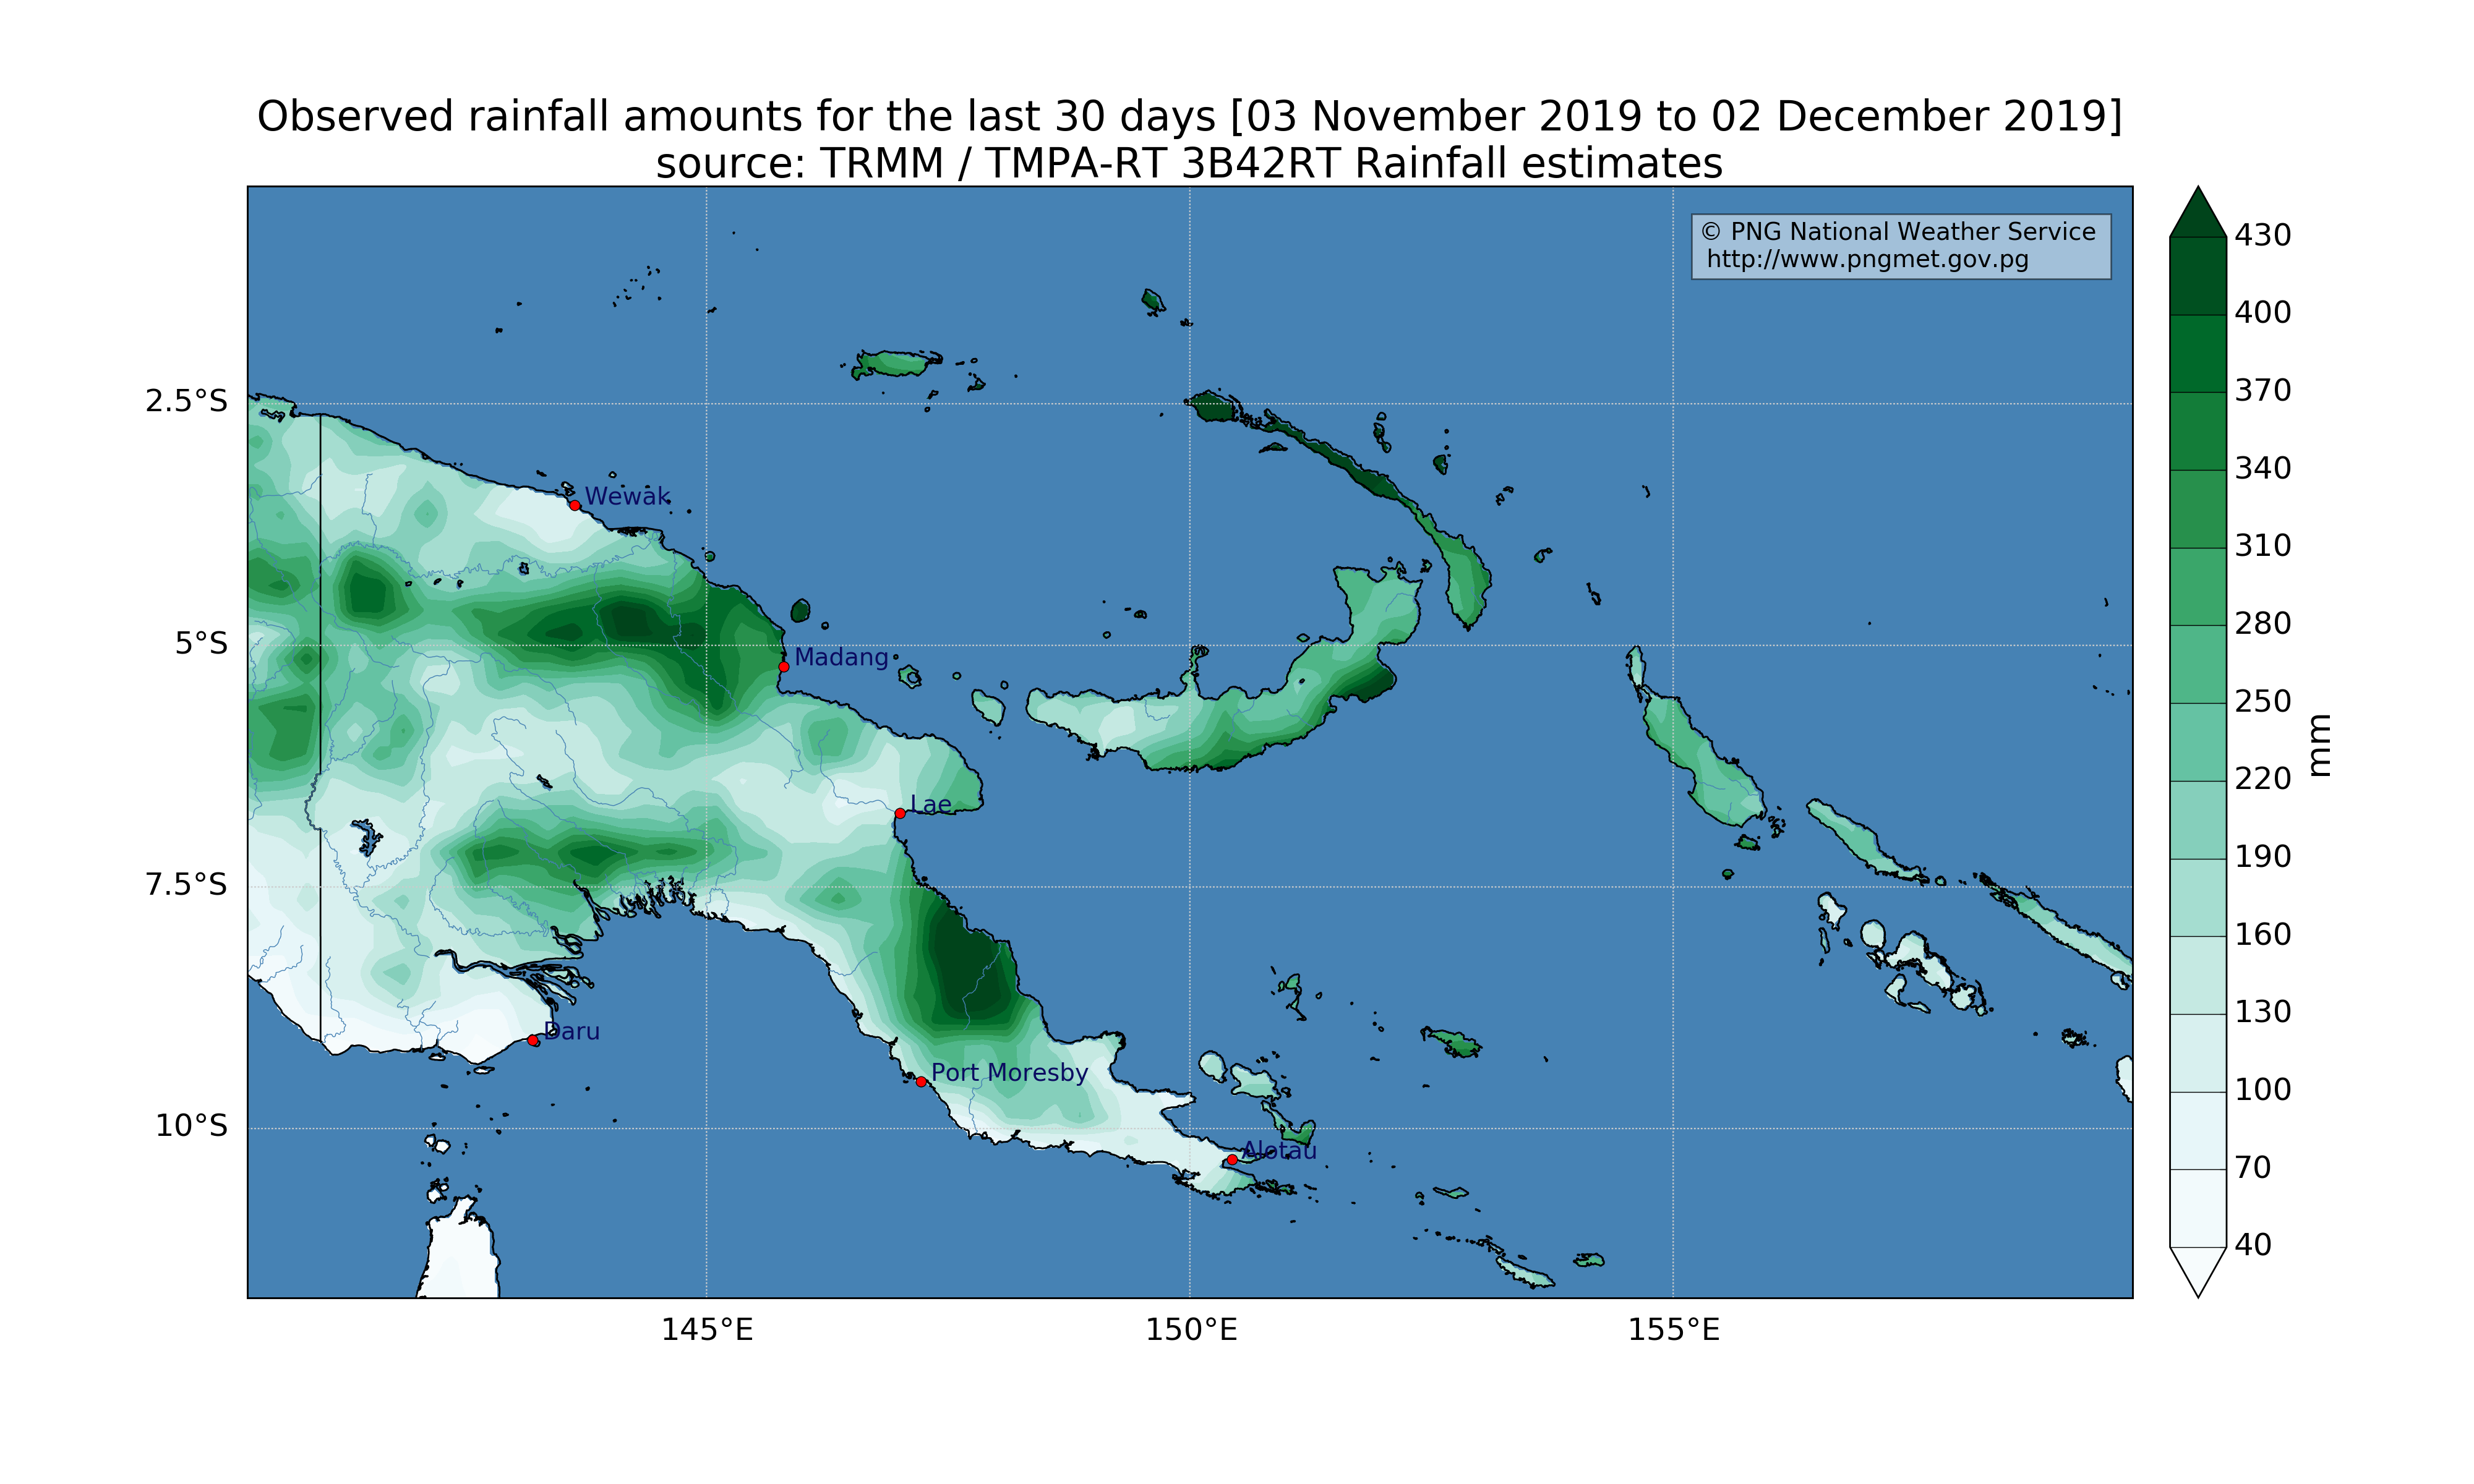 Observed rainfall amounts for the last 30 days [03 November 2019 to 02 December 2019]
source: TRMM / TMPA-RT 3B42RT Rainfall estimates
© PNG National Weather Service
http://www.pngmet.gov.pg
430
400
370
340
310
280
250
220
190
160
130
100
70
40
mm
2.5°S
5°S
7.5°S
10°S
Wewak
Madang
Lae
Daru
Port Moresby
Alotau
145°E
150°E
155°E